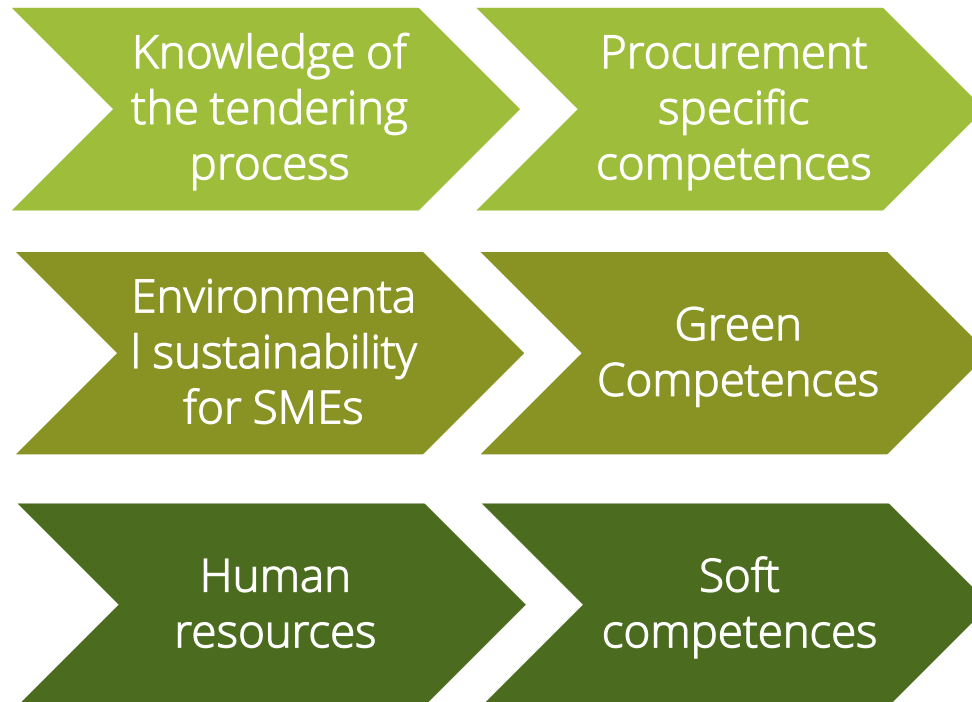 Knowledge of
the tendering
process
Procurement
specific
competences
Environmenta
l sustainability
for SMEs
Green
Competences
Human
resources
Soft
competences